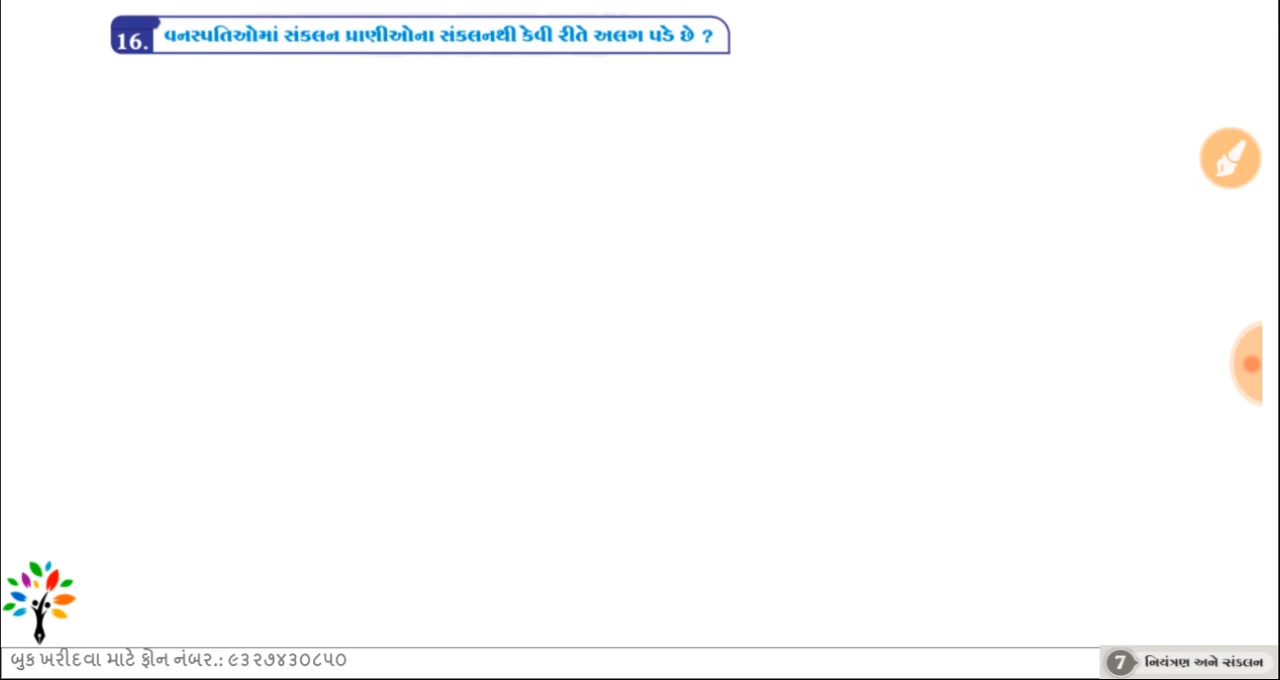 16. વનસ્પતિઓમાં સંકલન પ્રાણીઓના સંકલનથી કેવી રીતે અલગ પડે છે ?
બુક ખરીદવા માટે ફોન નંબર.: ૯૩૨૭૪૩૦૮૫૦
7 નિયંત્રણ અને સંકલન